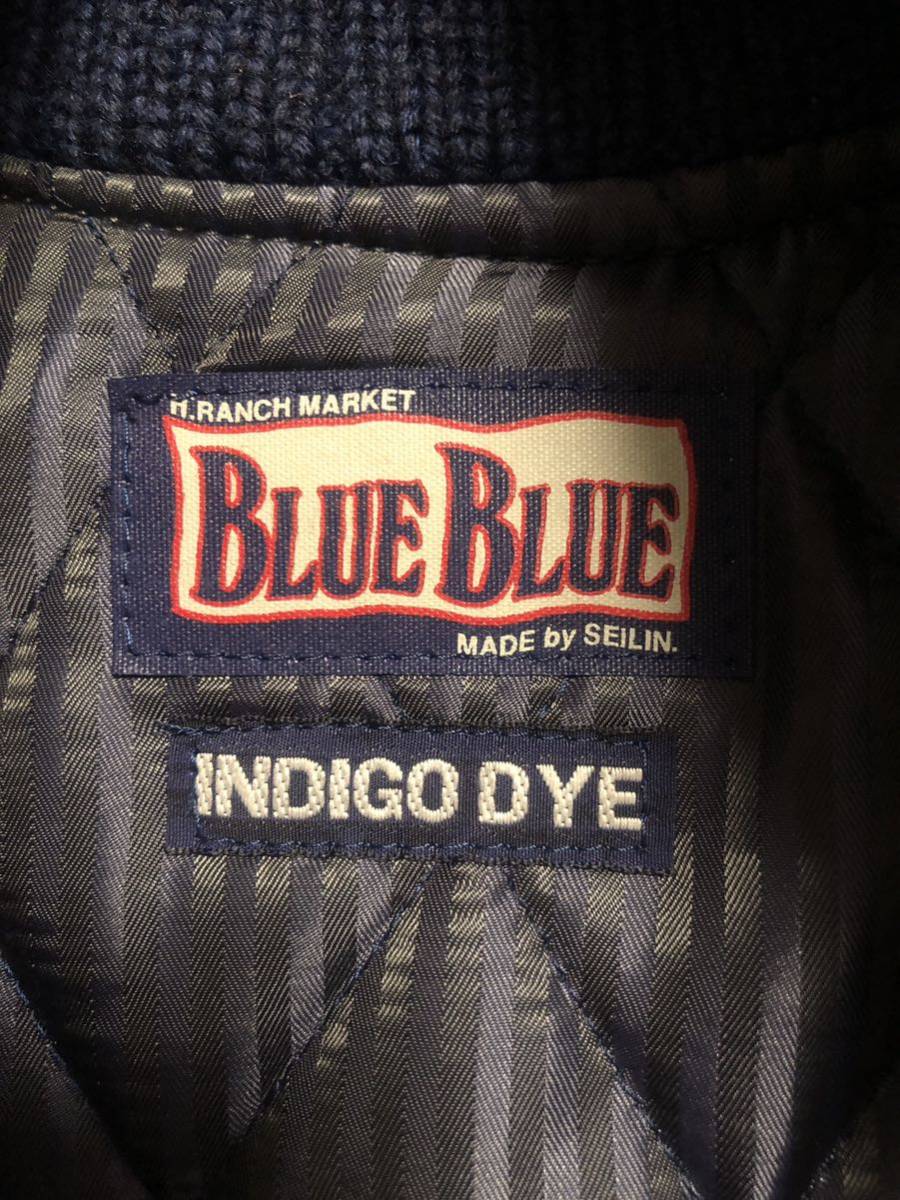 H.RANCH MARKET
BLUE BLUE
MADE by SEILIN.
INDIGO DYE